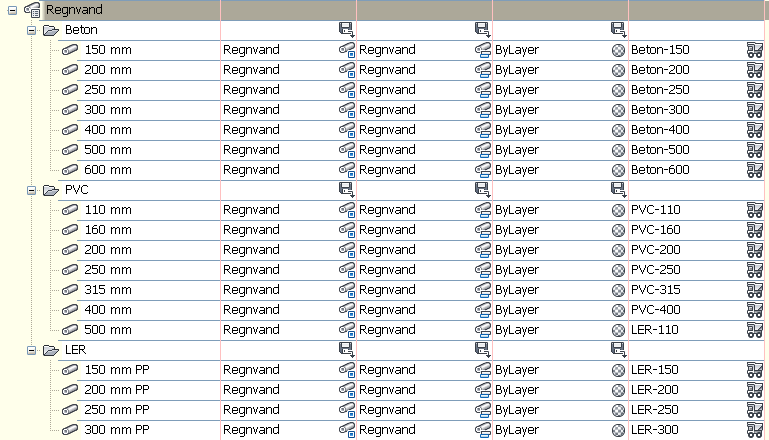 Regnvand
Beton
150 mm Regnvand Regnvand ByLayer Beton-150
200 mm Regnvand Regnvand ByLayer Beton-200
250 mm Regnvand Regnvand ByLayer Beton-250
300 mm Regnvand Regnvand ByLayer Beton-300
400 mm Regnvand Regnvand ByLayer Beton-400
500 mm Regnvand Regnvand ByLayer Beton-500
600 mm Regnvand Regnvand ByLayer Beton-600
PVC
110 mm Regnvand Regnvand ByLayer PVC-110
160 mm Regnvand Regnvand ByLayer PVC-160
200 mm Regnvand Regnvand ByLayer PVC-200
250 mm Regnvand Regnvand ByLayer PVC-250
315 mm Regnvand Regnvand ByLayer PVC-315
400 mm Regnvand Regnvand ByLayer PVC-400
500 mm Regnvand Regnvand ByLayer LER-110
LER
150 mm PP Regnvand Regnvand ByLayer LER-150
200 mm PP Regnvand Regnvand ByLayer LER-200
250 mm PP Regnvand Regnvand ByLayer LER-250
300 mm PP Regnvand Regnvand ByLayer LER-300